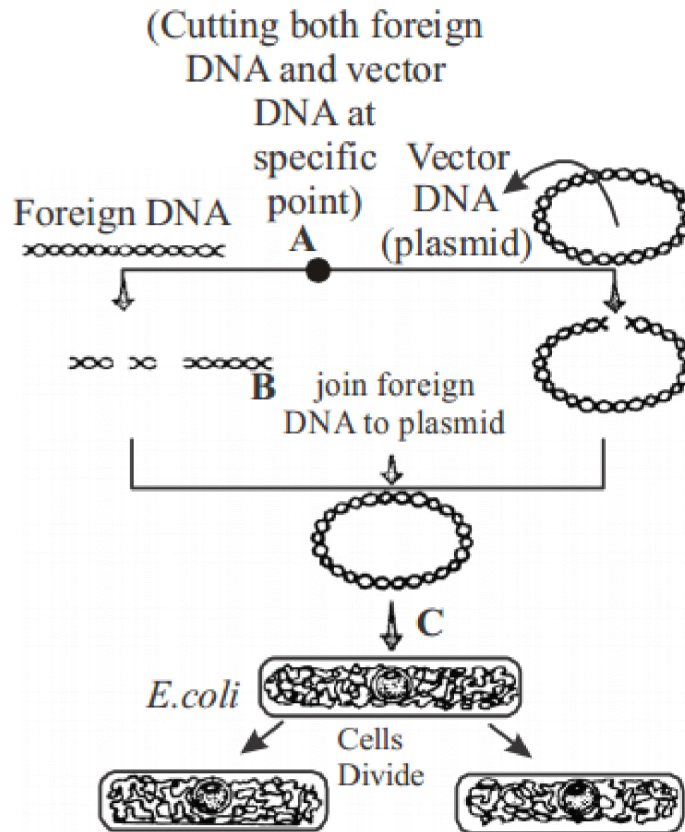 (Cutting both foreign
DNA and vector
DNA at
specific
point)
A
Vector
DNA
(plasmid)
Foreign DNA
B
join foreign
DNA to plasmid
C
E.coli
Cells
Divide